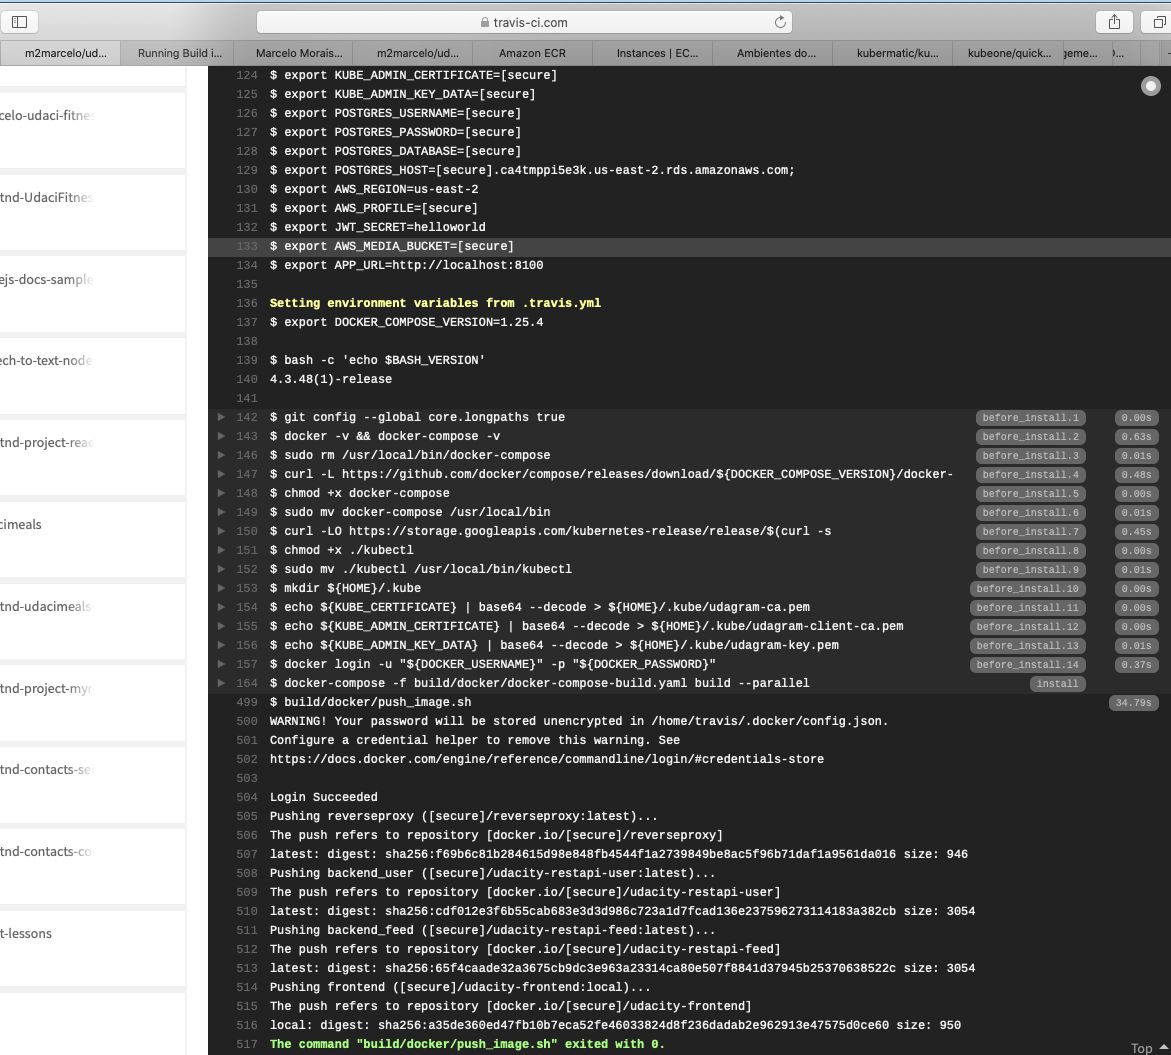 travis-ci.com
m2marcelo/ud...
Running Build i...
Marcelo Morais...
m2marcelo/ud...
Amazon ECR
Instances | EC...
Ambientes do...
kubermatic/ku...
kubeone/quick...
geme...
celo-udaci-fitnes
tnd-UdaciFitness
ejs-docs-sample
ech-to-text-node
tnd-project-read
cimeals
tnd-udacimeals-
tnd-project-myr
tnd-contacts-ser
tnd-contacts-co
t-lessons
124 $ export KUBE_ADMIN_CERTIFICATE=[secure]
125 $ export KUBE_ADMIN_KEY_DATA=[secure]
126 $ export POSTGRES_USERNAME=[secure]
127 $ export POSTGRES_PASSWORD=[secure]
128 $ export POSTGRES_DATABASE=[secure]
129 $ export POSTGRES_HOST=[secure].ca4tmppi5e3k.us-east-2.rds.amazonaws.com;
130 $ export AWS_REGION=us-east-2
131 $ export AWS_PROFILE=[secure]
132 $ export JWT_SECRET=helloworld
133 $ export AWS_MEDIA_BUCKET=[secure]
134 $ export APP_URL=http://localhost:8100
135
136 Setting environment variables from .travis.yml
137 $ export DOCKER_COMPOSE_VERSION=1.25.4
138
139 $ bash -c 'echo $BASH_VERSION'
140 4.3.48(1)-release
141
142 $ git config --global core.longpaths true before_install.1 0.00s
143 $ docker -v && docker-compose -v before_install.2 0.63s
146 $ sudo rm /usr/local/bin/docker-compose before_install.3 0.01s
147 $ curl -L https://github.com/docker/compose/releases/download/${DOCKER_COMPOSE_VERSION}/docker- before_install.4 0.48s
148 $ chmod +x docker-compose before_install.5 0.00s
149 $ sudo mv docker-compose /usr/local/bin before_install.6 0.01s
150 $ curl -LO https://storage.googleapis.com/kubernetes-release/release/$(curl -s before_install.7 0.45s
151 $ chmod +x ./kubectl before_install.8 0.00s
152 $ sudo mv ./kubectl /usr/local/bin/kubectl before_install.9 0.01s
153 $ mkdir ${HOME}/.kube before_install.10 0.00s
154 $ echo ${KUBE_CERTIFICATE} | base64 --decode > ${HOME}/.kube/udagram-ca.pem before_install.11 0.00s
155 $ echo ${KUBE_ADMIN_CERTIFICATE} | base64 --decode > ${HOME}/.kube/udagram-client-ca.pem before_install.12 0.00s
156 $ echo ${KUBE_ADMIN_KEY_DATA} | base64 --decode > ${HOME}/.kube/udagram-key.pem before_install.13 0.01s
157 $ docker login -u "${DOCKER_USERNAME}" -p "${DOCKER_PASSWORD}" before_install.14 0.37s
164 $ docker-compose -f build/docker/docker-compose-build.yaml build --parallel install
499 $ build/docker/push_image.sh 34.79s
500 WARNING! Your password will be stored unencrypted in /home/travis/.docker/config.json.
501 Configure a credential helper to remove this warning. See
502 https://docs.docker.com/engine/reference/commandline/login/#credentials-store
503
504 Login Succeeded
505 Pushing reverseproxy ([secure]/reverseproxy:latest)...
506 The push refers to repository [docker.io/[secure]/reverseproxy]
507 latest: digest: sha256:f69b6c81b284615d98e848fb4544f1a2739849be8ac5f96b71daf1a9561da016 size: 946
508 Pushing backend_user ([secure]/udacity-restapi-user:latest)...
509 The push refers to repository [docker.io/[secure]/udacity-restapi-user]
510 latest: digest: sha256:cdf012e3f6b55cab683e3d3d986c723a1d7fcad136e237596273114183a382cb size: 3054
511 Pushing backend_feed ([secure]/udacity-restapi-feed:latest)...
512 The push refers to repository [docker.io/[secure]/udacity-restapi-feed]
513 latest: digest: sha256:65f4caade32a3675cb9dc3e963a23314ca80e507f8841d37945b25370638522c size: 3054
514 Pushing frontend ([secure]/udacity-frontend:local)...
515 The push refers to repository [docker.io/[secure]/udacity-frontend]
516 local: digest: sha256:a35de360ed47fb10b7eca52fe46033824d8f236dadab2e962913e47575d0ce60 size: 950
517 The command "build/docker/push_image.sh" exited with 0.
Top